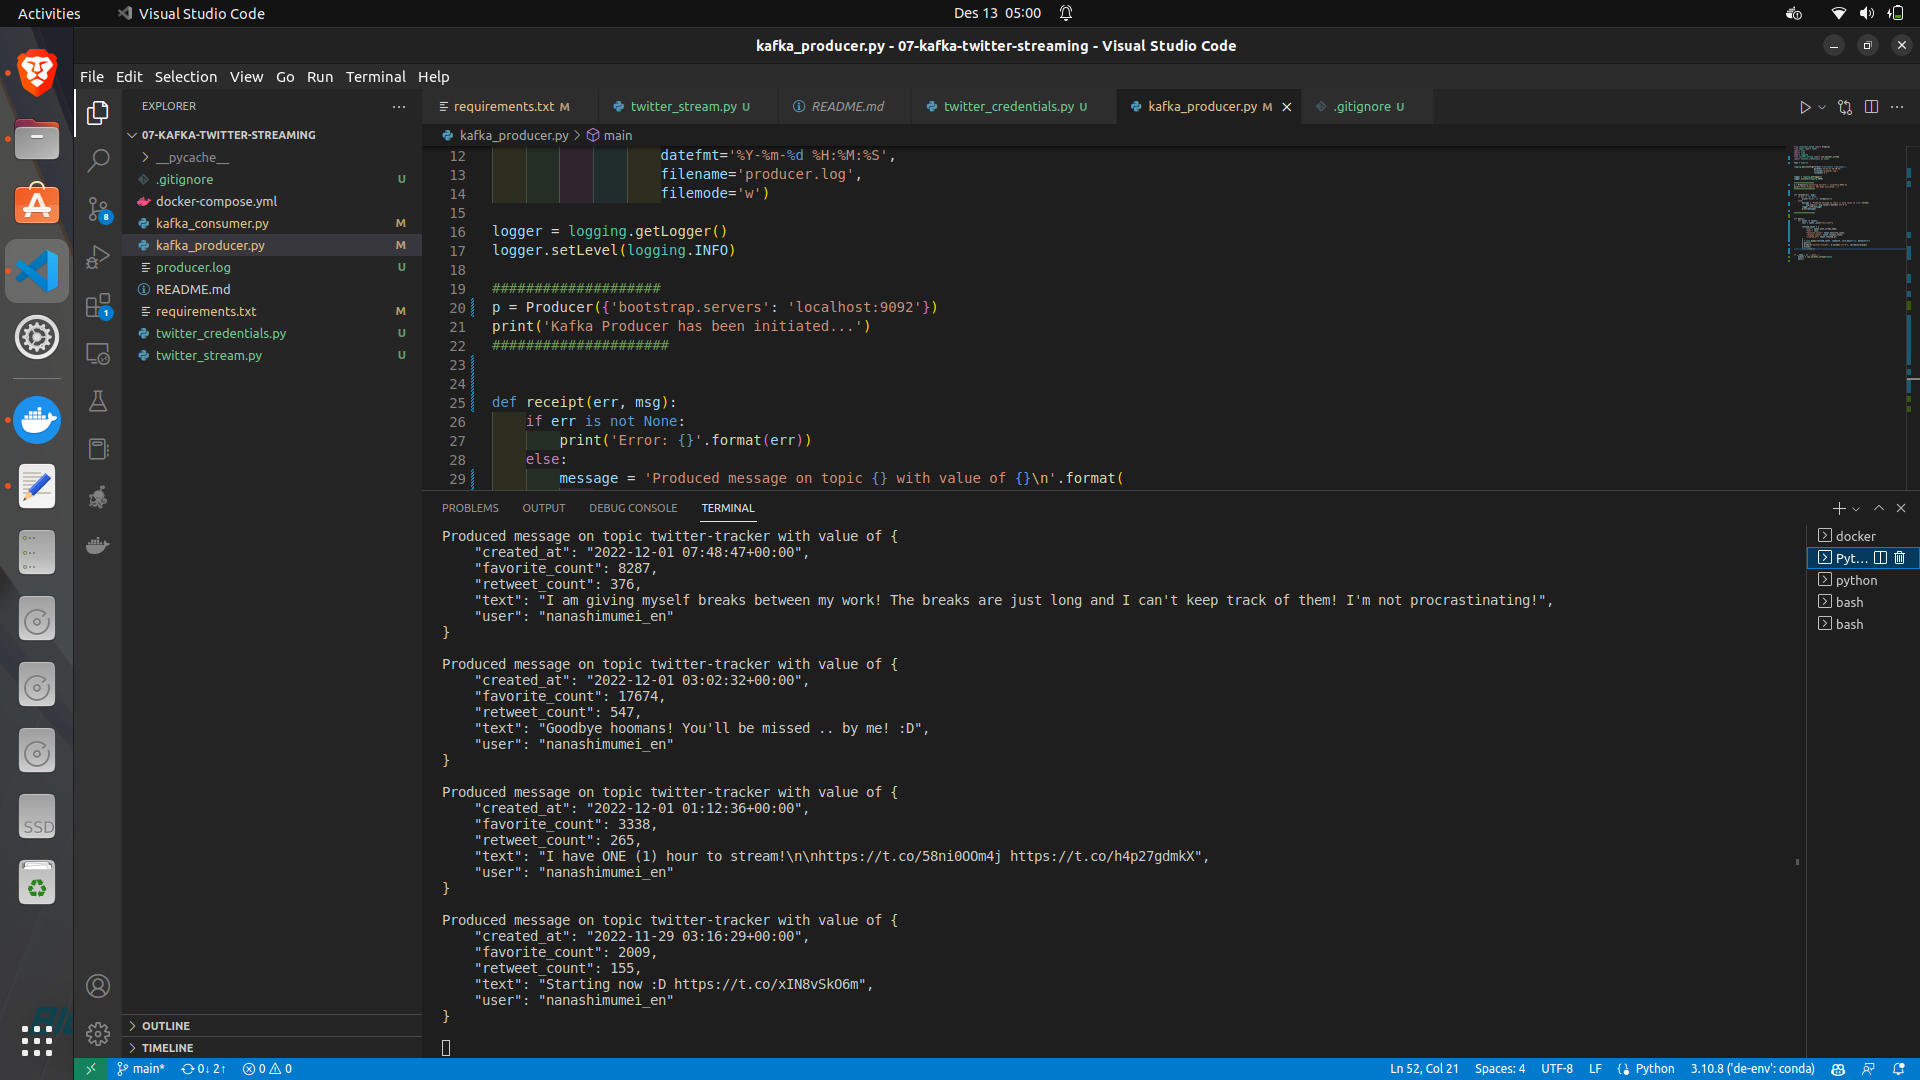 Activities
Visual Studio Code
Des 13 05:00
kafka_producer.py - 07-kafka-twitter-streaming - Visual Studio Code
File Edit Selection View Go Run Terminal Help
EXPLORER
07-KAFKA-TWITTER-STREAMING
__pycache__
.gitignore U
docker-compose.yml
kafka_consumer.py M
kafka_producer.py M
producer.log U
README.md
requirements.txt M
twitter_credentials.py U
twitter_stream.py U
OUTLINE
TIMELINE
8
1
SSD
requirements.txt M
twitter_stream.py U
README.md
twitter_credentials.py U
kafka_producer.py M
.gitignore U
kafka_producer.py > main
12 datefmt='%Y-%m-%d %H:%M:%S',
13 filename='producer.log',
14 filemode='w')
15
16 logger = logging.getLogger()
17 logger.setLevel(logging.INFO)
18
19 ####################
20 p = Producer({'bootstrap.servers': 'localhost:9092'})
21 print('Kafka Producer has been initiated...')
22 #####################
23
24
25 def receipt(err, msg):
26 if err is not None:
27 print('Error: {}'.format(err))
28 else:
29 message = 'Produced message on topic {} with value of {}\n'.format(
PROBLEMS OUTPUT DEBUG CONSOLE TERMINAL
Produced message on topic twitter-tracker with value of {
"created_at": "2022-12-01 07:48:47+00:00",
"favorite_count": 8287,
"retweet_count": 376,
"text": "I am giving myself breaks between my work! The breaks are just long and I can't keep track of them! I'm not procrastinating!",
"user": "nanashimumei_en"
}
Produced message on topic twitter-tracker with value of {
"created_at": "2022-12-01 03:02:32+00:00",
"favorite_count": 17674,
"retweet_count": 547,
"text": "Goodbye hoomans! You'll be missed .. by me! :D",
"user": "nanashimumei_en"
}
Produced message on topic twitter-tracker with value of {
"created_at": "2022-12-01 01:12:36+00:00",
"favorite_count": 3338,
"retweet_count": 265,
"text": "I have ONE (1) hour to stream!\n\nhttps://t.co/58ni0OOm4j https://t.co/h4p27gdmkX",
"user": "nanashimumei_en"
}
Produced message on topic twitter-tracker with value of {
"created_at": "2022-11-29 03:16:29+00:00",
"favorite_count": 2009,
"retweet_count": 155,
"text": "Starting now :D https://t.co/xIN8vSkO6m",
"user": "nanashimumei_en"
}
docker
Pyt...
python
bash
bash
main* 0↓ 2↑ 0 0
Ln 52, Col 21 Spaces: 4 UTF-8 LF Python 3.10.8 ('de-env': conda)